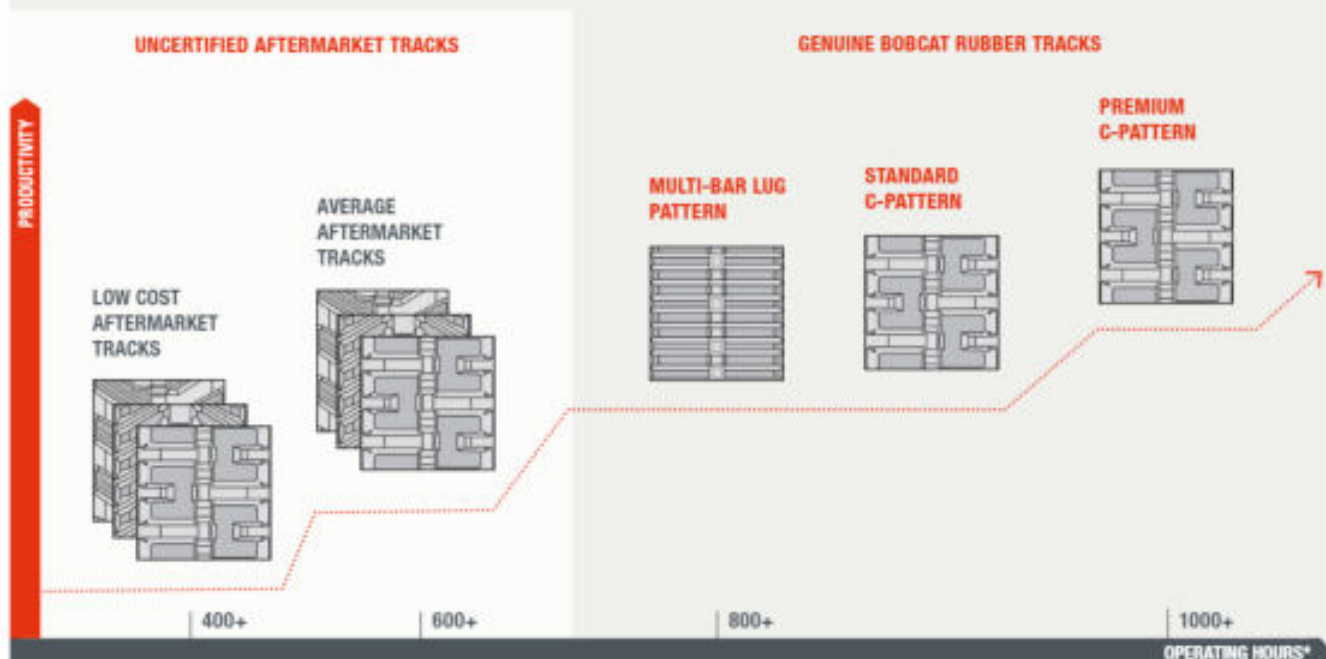 UNCERTIFIED AFTERMARKET TRACKS
GENUINE BOBCAT RUBBER TRACKS
PRODUCTIVITY
LOW COST
AFTERMARKET
TRACKS
AVERAGE
AFTERMARKET
TRACKS
MULTI-BAR LUG
PATTERN
STANDARD
C-PATTERN
PREMIUM
C-PATTERN
400+
600+
800+
1000+
OPERATING HOURS*